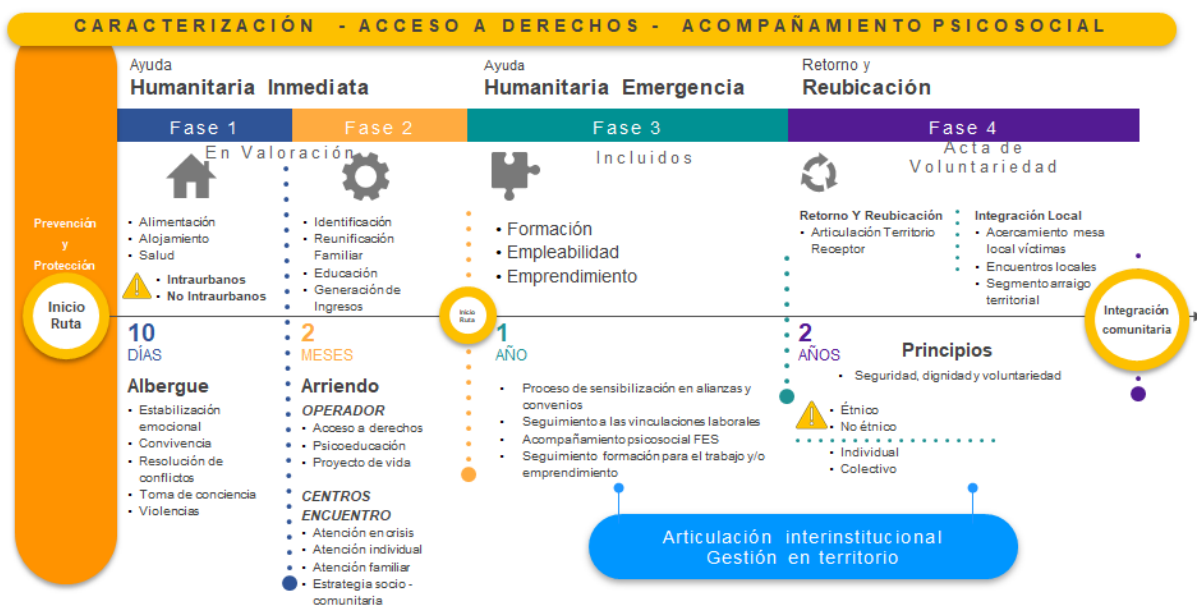 CARACTERIZACIÓN - ACCESO A DERECHOS - ACOMPAÑAMIENTO PSICOSOCIAL
Prevención
y
Protección
Inicio
Ruta
Ayuda
Humanitaria Inmediata
Fase 1
Fase 2
En Valoración
• Alimentación
• Alojamiento
• Salud
• Intraurbanos
• No Intraurbanos
• Identificación
• Reunificación
Familiar
• Educación
• Generación de
Ingresos
10
DÍAS
Albergue
• Estabilización
emocional
• Convivencia
• Resolución de
conflictos
• Toma de conciencia
• Violencias
2
MESES
Arriendo
OPERADOR
• Acceso a derechos
• Psicoeducación
• Proyecto de vida
CENTROS
ENCUENTRO
• Atención en crisis
• Atención individual
• Atención familiar
• Estrategia socio -
comunitaria
Ayuda
Humanitaria Emergencia
Fase 3
Incluidos
• Formación
• Empleabilidad
• Emprendimiento
Inicio
Ruta
1
AÑO
• Proceso de sensibilización en alianzas y
convenios
• Seguimiento a las vinculaciones laborales
• Acompañamiento psicosocial FES
• Seguimiento formación para el trabajo y/o
emprendimiento
Retorno y
Reubicación
Fase 4
Acta de
Voluntariedad
Retorno Y Reubicación
• Articulación Territorio
Receptor
Integración Local
• Acercamiento mesa
local víctimas
• Encuentros locales
• Segmento arraigo
territorial
2
AÑOS
Principios
• Seguridad, dignidad y voluntariedad
• Étnico
• No étnico
• Individual
• Colectivo
Integración
comunitaria
Articulación interinstitucional
Gestión en territorio